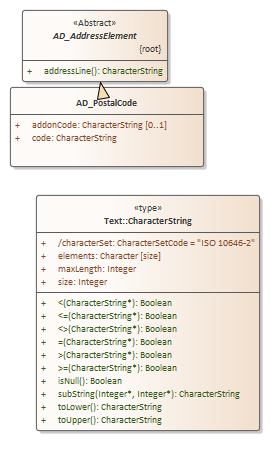 «Abstract»
AD_AddressElement
{root}
+ addressLine(): CharacterString
AD_PostalCode
+ addonCode: CharacterString [0..1]
+ code: CharacterString
«type»
Text::CharacterString
+ /characterSet: CharacterSetCode = "ISO 10646-2"
+ elements: Character [size]
+ maxLength: Integer
+ size: Integer
+ <(CharacterString*): Boolean
+ <=(CharacterString*): Boolean
+ <>(CharacterString*): Boolean
+ =(CharacterString*): Boolean
+ >(CharacterString*): Boolean
+ >=(CharacterString*): Boolean
+ isNull(): Boolean
+ subString(Integer*, Integer*): CharacterString
+ toLower(): CharacterString
+ toUpper(): CharacterString